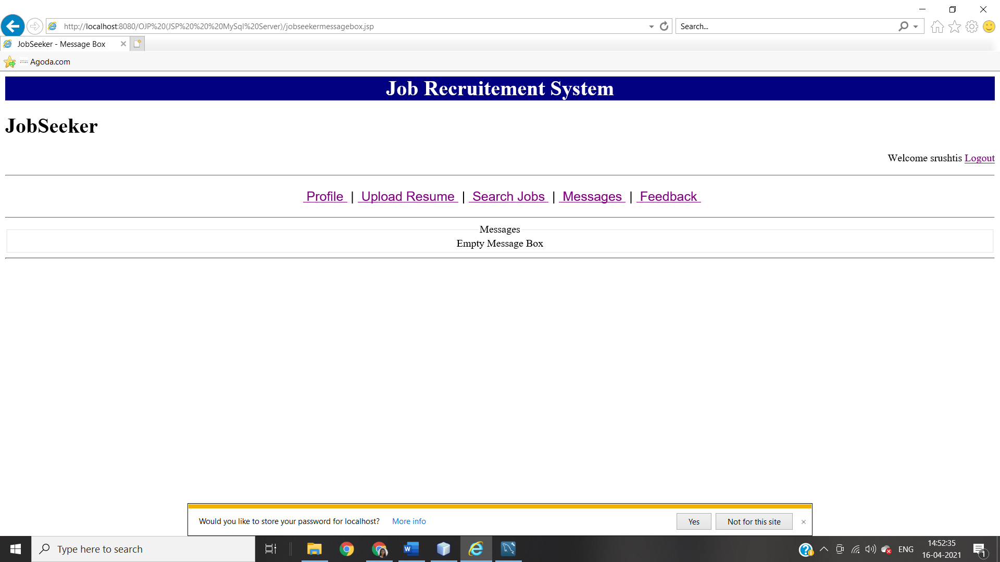 http://localhost:8080/OJP%20(JSP%20%20%20MySql%20Server)/jobseekermessagebox.jsp
Search...
JobSeeker - Message Box
Agoda.com
Job Recruitement System
JobSeeker
Welcome srushtis Logout
Profile | Upload Resume | Search Jobs | Messages | Feedback
Messages
Empty Message Box
Would you like to store your password for localhost? More info Yes Not for this site
Type here to search
ENG
14:52:35
16-04-2021
1